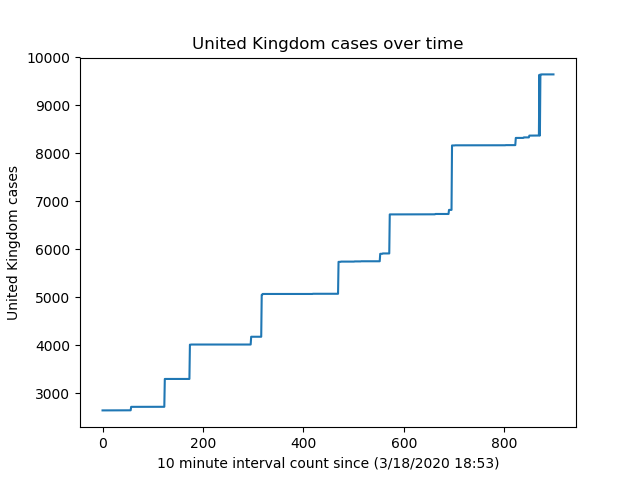 United Kingdom cases over time
10000
9000
8000
7000
6000
5000
4000
3000
United Kingdom cases
0 200 400 600 800
10 minute interval count since (3/18/2020 18:53)